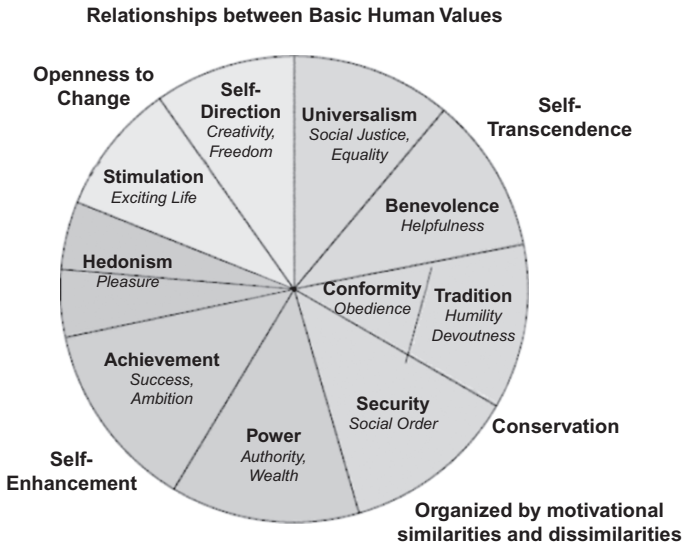 Relationships between Basic Human Values
Openness to
Change
Self-
Direction
Creativity,
Freedom
Universalism
Social Justice,
Equality
Self-
Transcendence
Stimulation
Exciting Life
Benevolence
Helpfulness
Hedonism
Pleasure
Conformity
Obedience
Tradition
Humility
Devoutness
Achievement
Success,
Ambition
Security
Social Order
Power
Authority,
Wealth
Conservation
Self-
Enhancement
Organized by motivational
similarities and dissimilarities